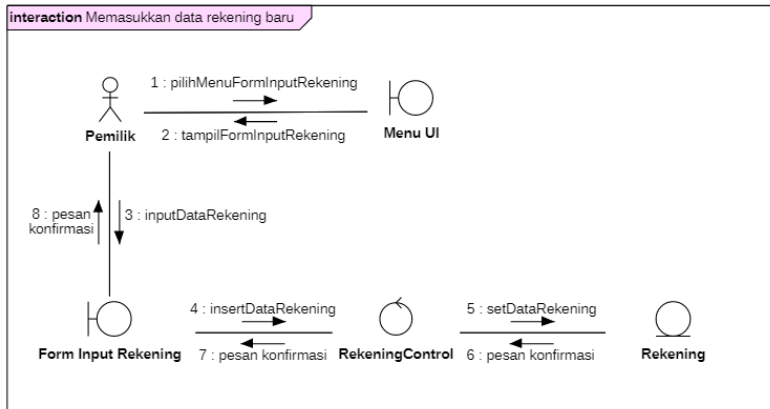 interaction Memasukkan data rekening baru
1 : pilihMenuFormInputRekening
Pemilik
Menu UI
2 : tampilFormInputRekening
8 : pesan
konfirmasi
3 : inputDataRekening
4 : insertDataRekening
5 : setDataRekening
Form Input Rekening
7 : pesan konfirmasi
RekeningControl
6 : pesan konfirmasi
Rekening